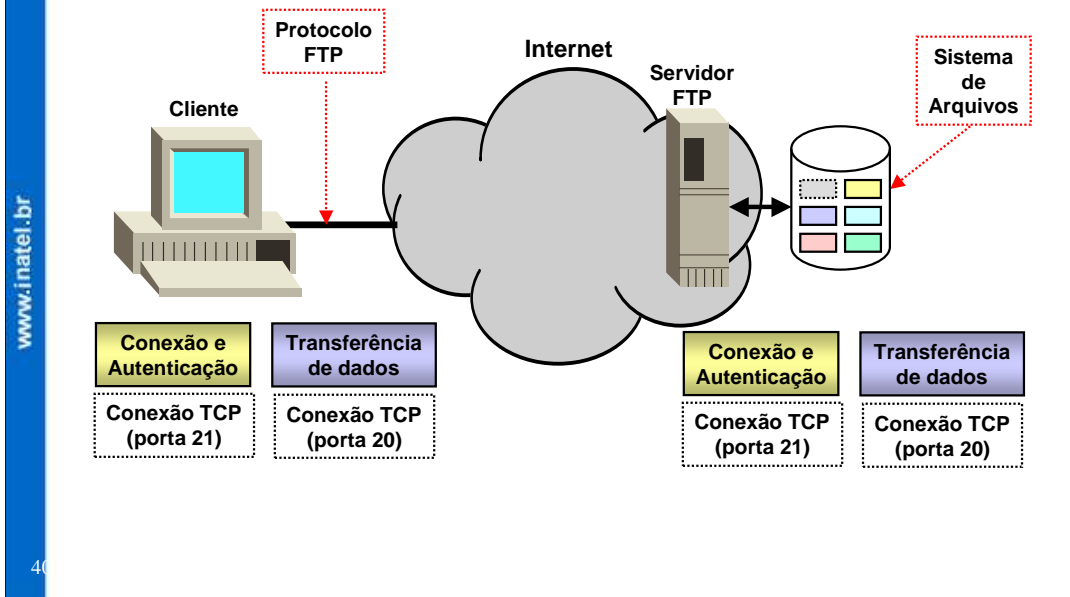 Protocolo
FTP
Internet
Servidor
FTP
Sistema
de
Arquivos
Cliente
www.inatel.br
Conexão e
Autenticação
Transferência
de dados
Conexão TCP
(porta 21)
Conexão TCP
(porta 20)
Conexão e
Autenticação
Transferência
de dados
Conexão TCP
(porta 21)
Conexão TCP
(porta 20)
40